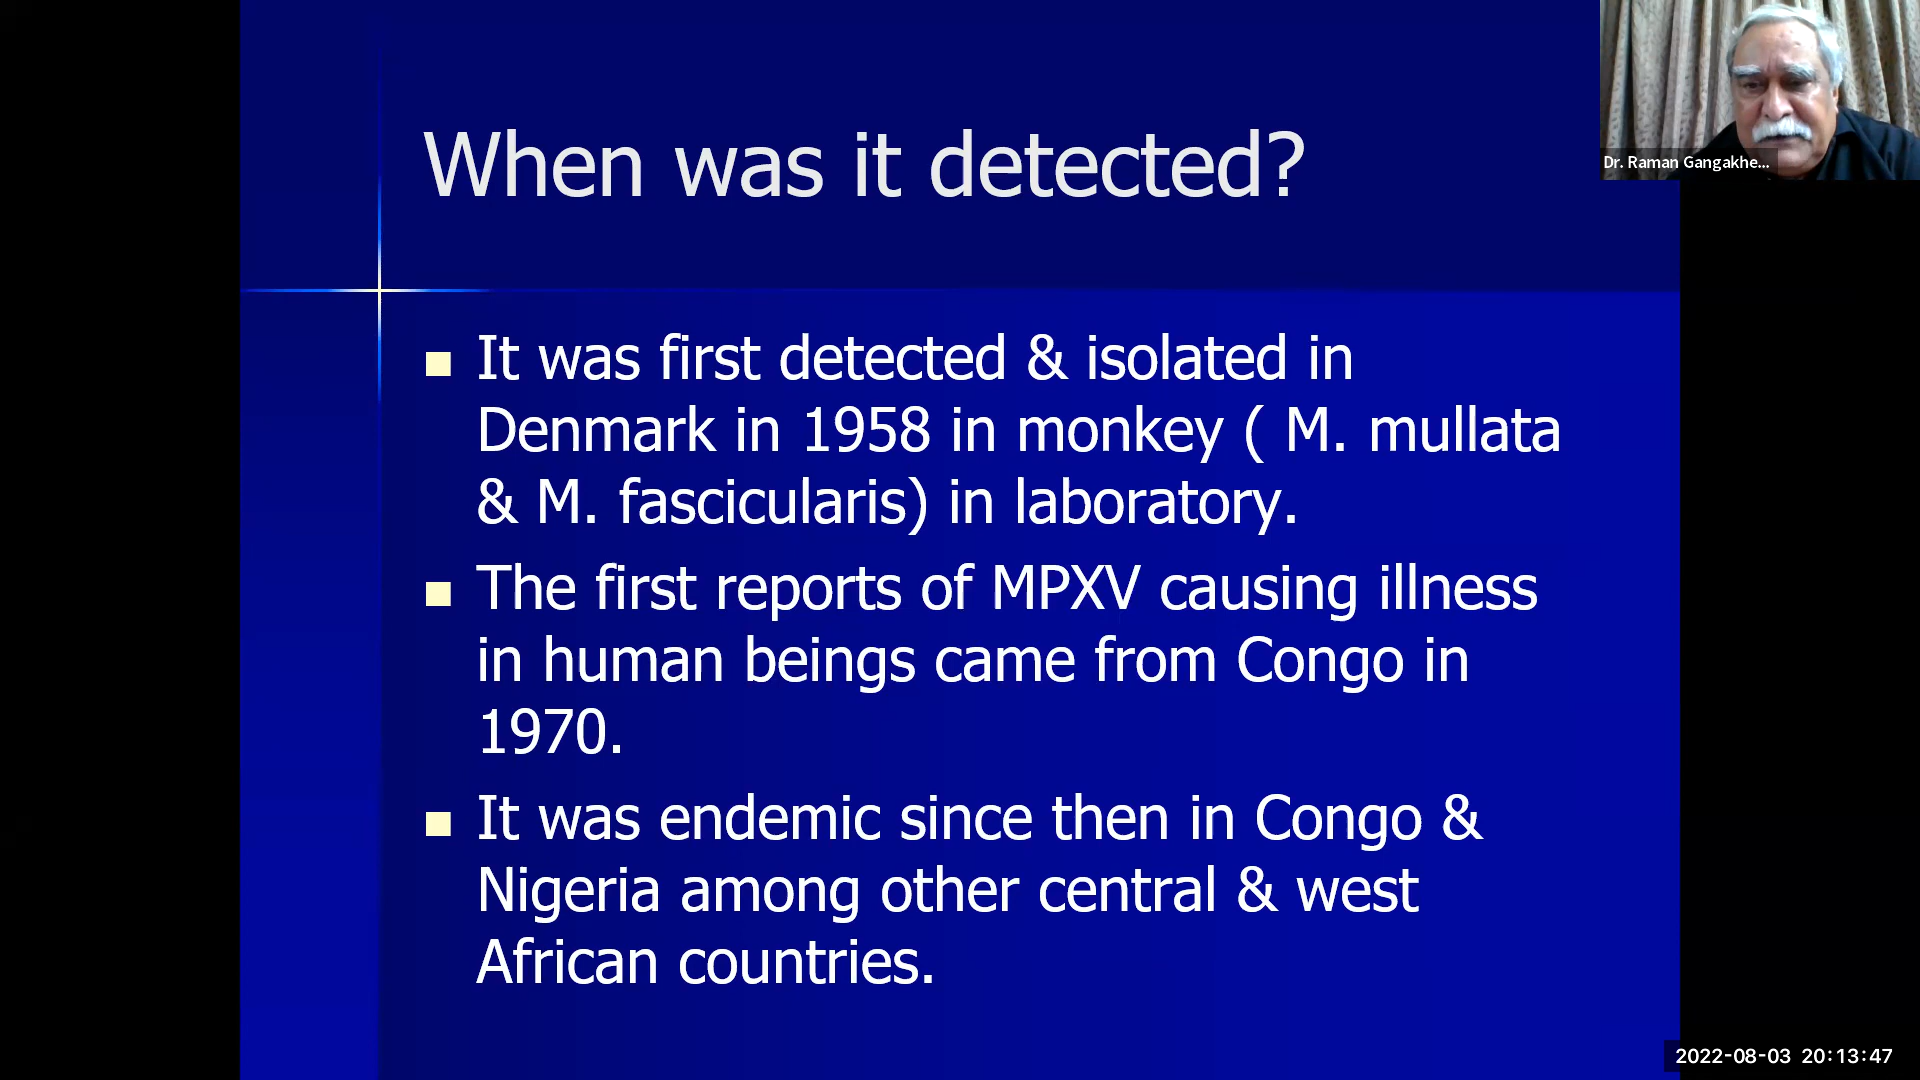 When was it detected?
Dr. Raman Gangakhe...
■ It was first detected & isolated in
Denmark in 1958 in monkey ( M. mullata
& M. fascicularis) in laboratory.
■ The first reports of MPXV causing illness
in human beings came from Congo in
1970.
■ It was endemic since then in Congo &
Nigeria among other central & west
African countries.
2022-08-03 20:13:47